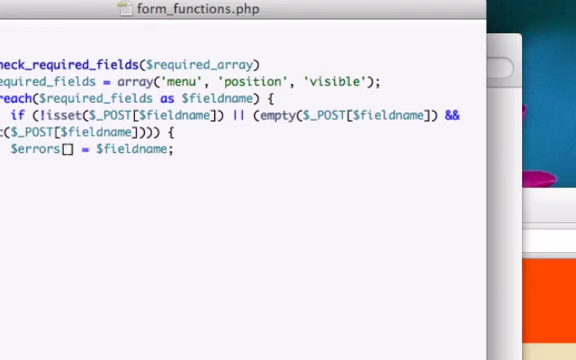 form_functions.php
heck_required_fields($required_array)
equired_fields = array('menu', 'position', 'visible');
reach($required_fields as $fieldname) {
if (!isset($_POST[$fieldname]) || (empty($_POST[$fieldname]) &&
c($_POST[$fieldname]))) {
$errors[] = $fieldname;